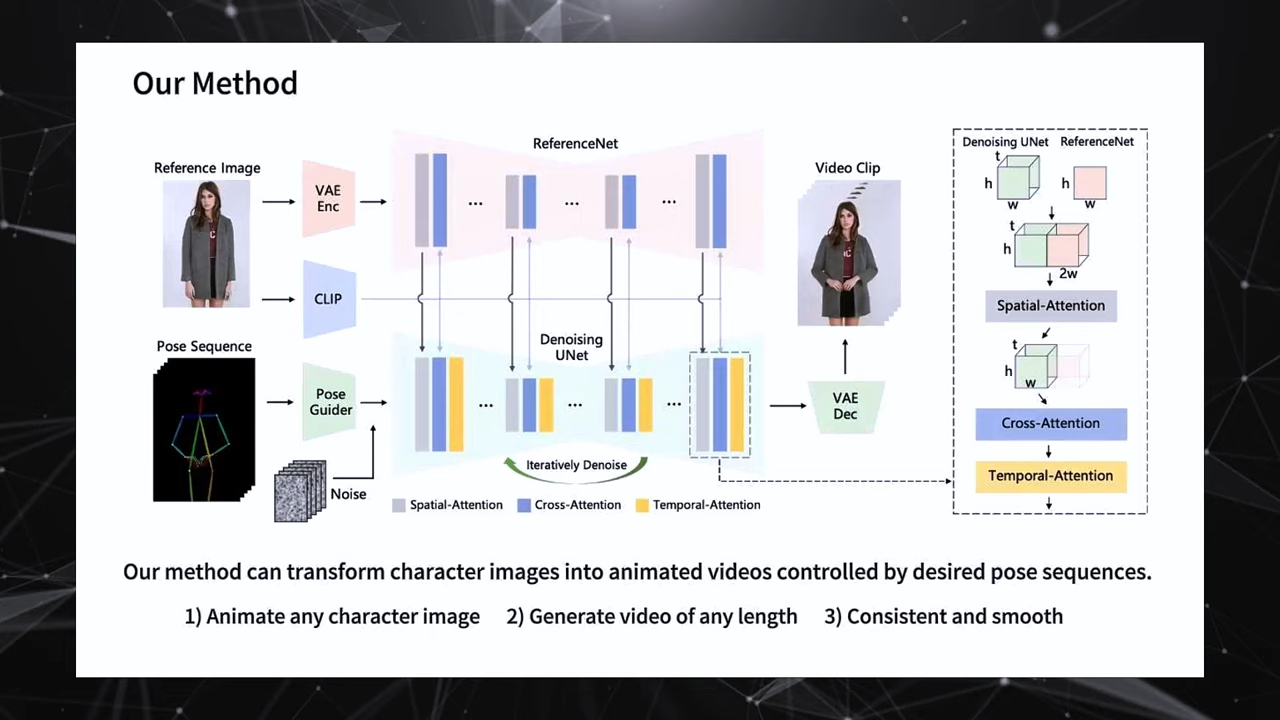 Our Method
Reference Image
VAE
Enc
CLIP
Pose Sequence
Pose
Guider
Noise
ReferenceNet
...
...
...
Denoising
UNet
...
...
...
Iteratively Denoise
Spatial-Attention
Cross-Attention
Temporal-Attention
Video Clip
VAE
Dec
Denoising UNet
ReferenceNet
t
h
w
h
w
t
h
2w
Spatial-Attention
t
h
w
Cross-Attention
Temporal-Attention
Our method can transform character images into animated videos controlled by desired pose sequences.
1) Animate any character image 2) Generate video of any length 3) Consistent and smooth